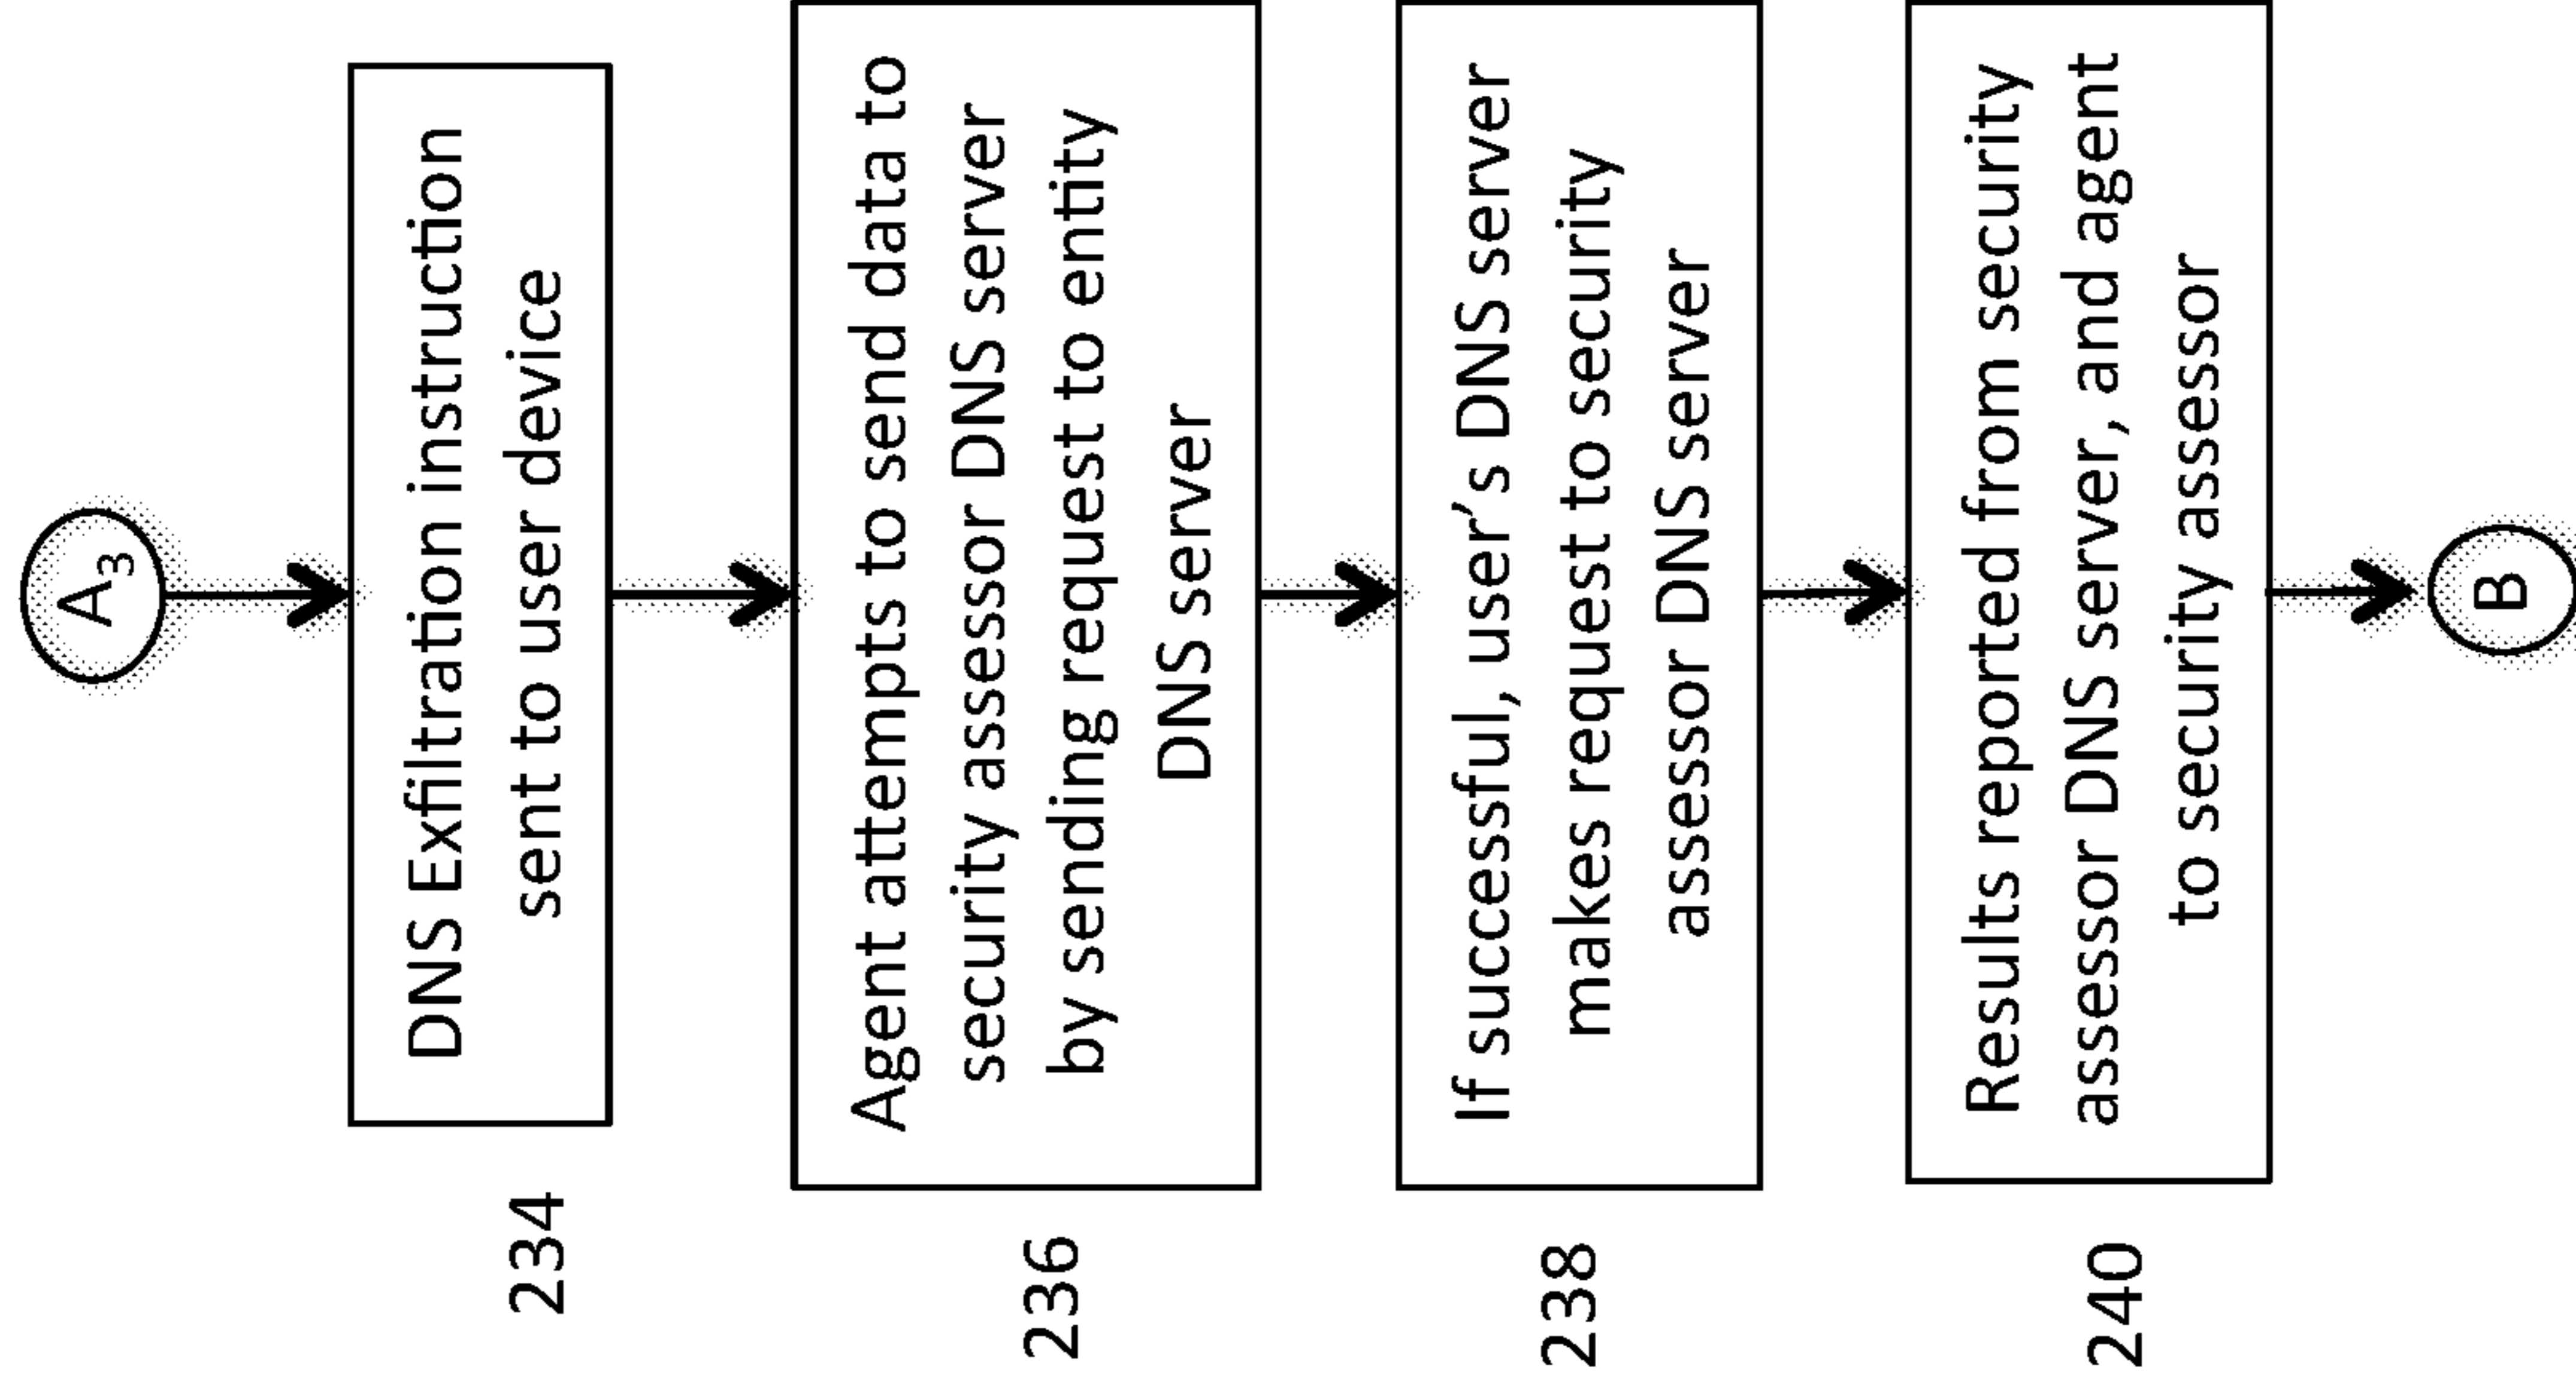 A3
234
DNS Exfiltration instruction
sent to user device
236
Agent attempts to send data to
security assessor DNS server
by sending request to entity
DNS server
238
If successful, user’s DNS server
makes request to security
assessor DNS server
240
Results reported from security
assessor DNS server, and agent
to security assessor
B